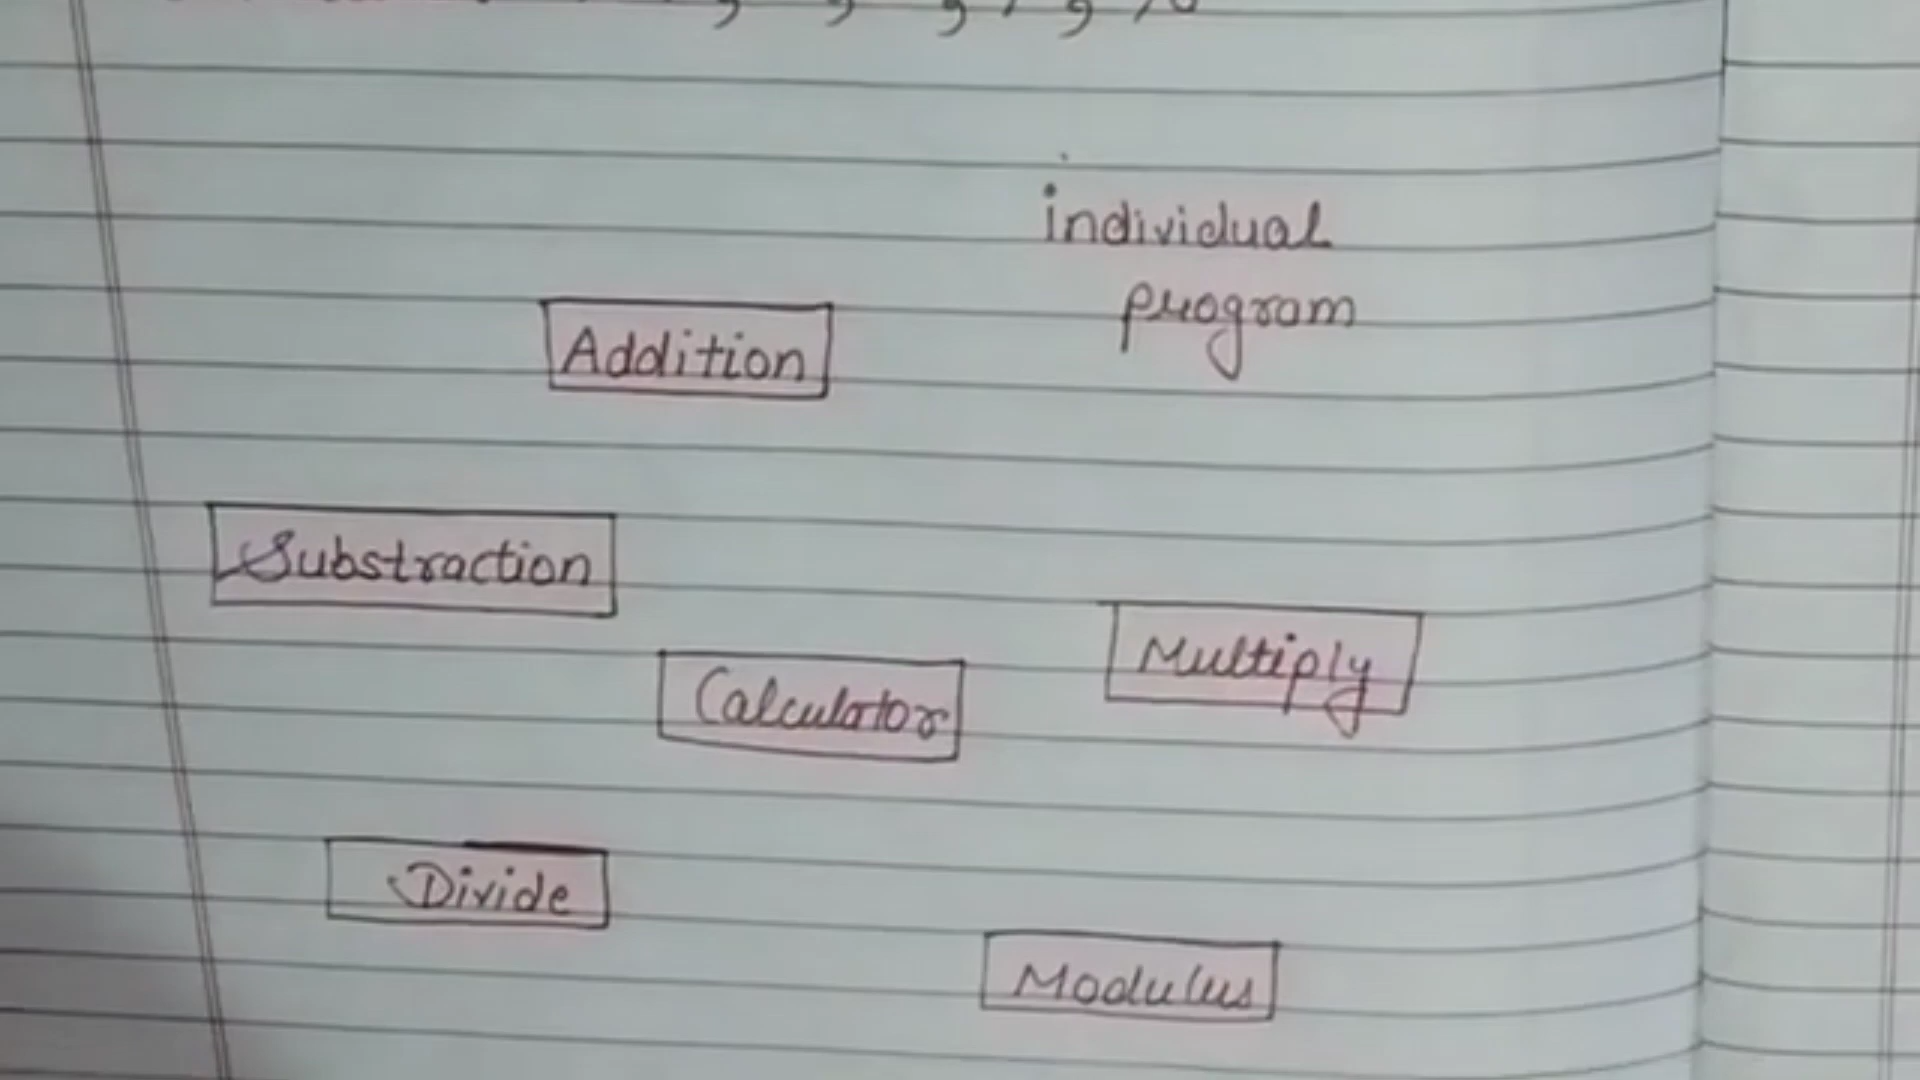 individual
program
Addition
Substraction
Multiply
Calculator
Divide
Modulus